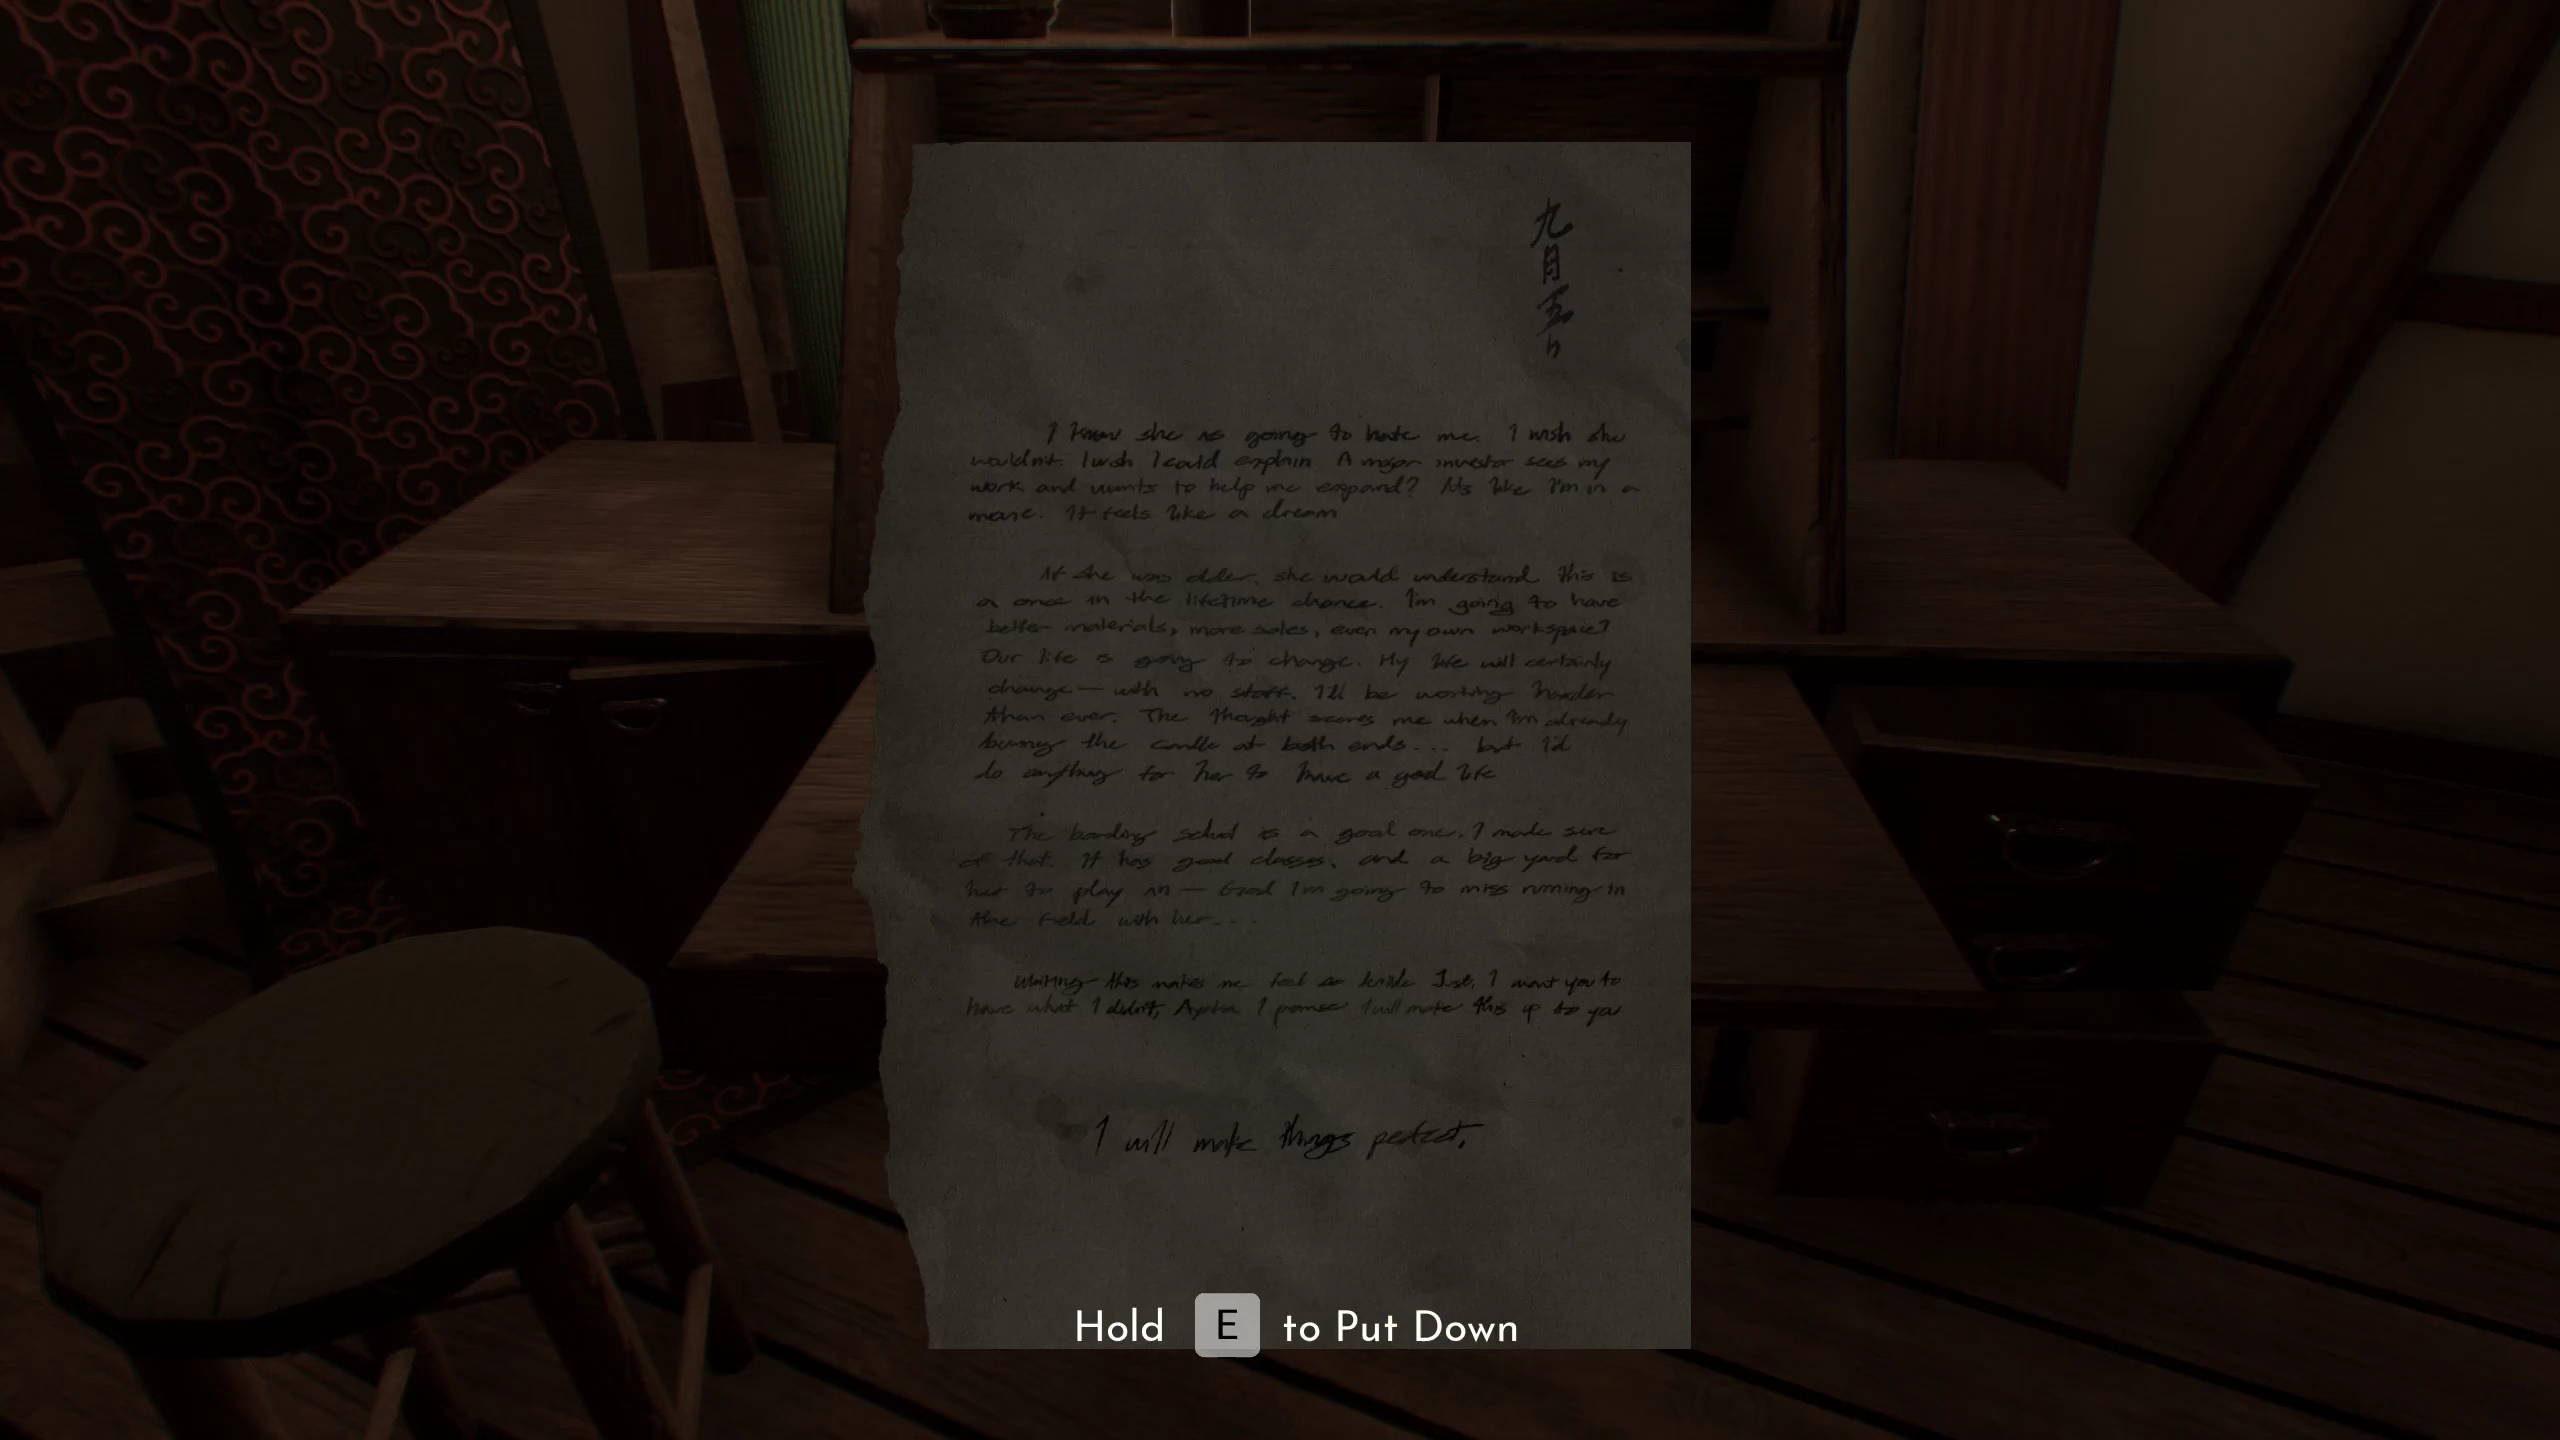 九月五日
I know she is going to hate me. I wish she
wouldn't. I wish I could explain. A major investor sees my
work and wants to help me expand? It's like I'm in a
movie. It feels like a dream
If she was older, she would understand this is
a once in the lifetime chance. I'm going to have
better materials, more sales, even my own workspace?
Our life is going to change. My life will certainly
change — with no staff, I'll be working harder
than ever. The thought scares me when I'm already
burning the candle at both ends... but I'd
do anything for her to have a good life
The boarding school is a good one. I made sure
of that. It has good classes, and a big yard for
her to play in — God I'm going to miss running in
the field with her....
Writing this makes me feel so terrible. Just, I want you to
have what I didn't, I promise I will make this up to you
I will make things perfect.
Hold E to Put Down